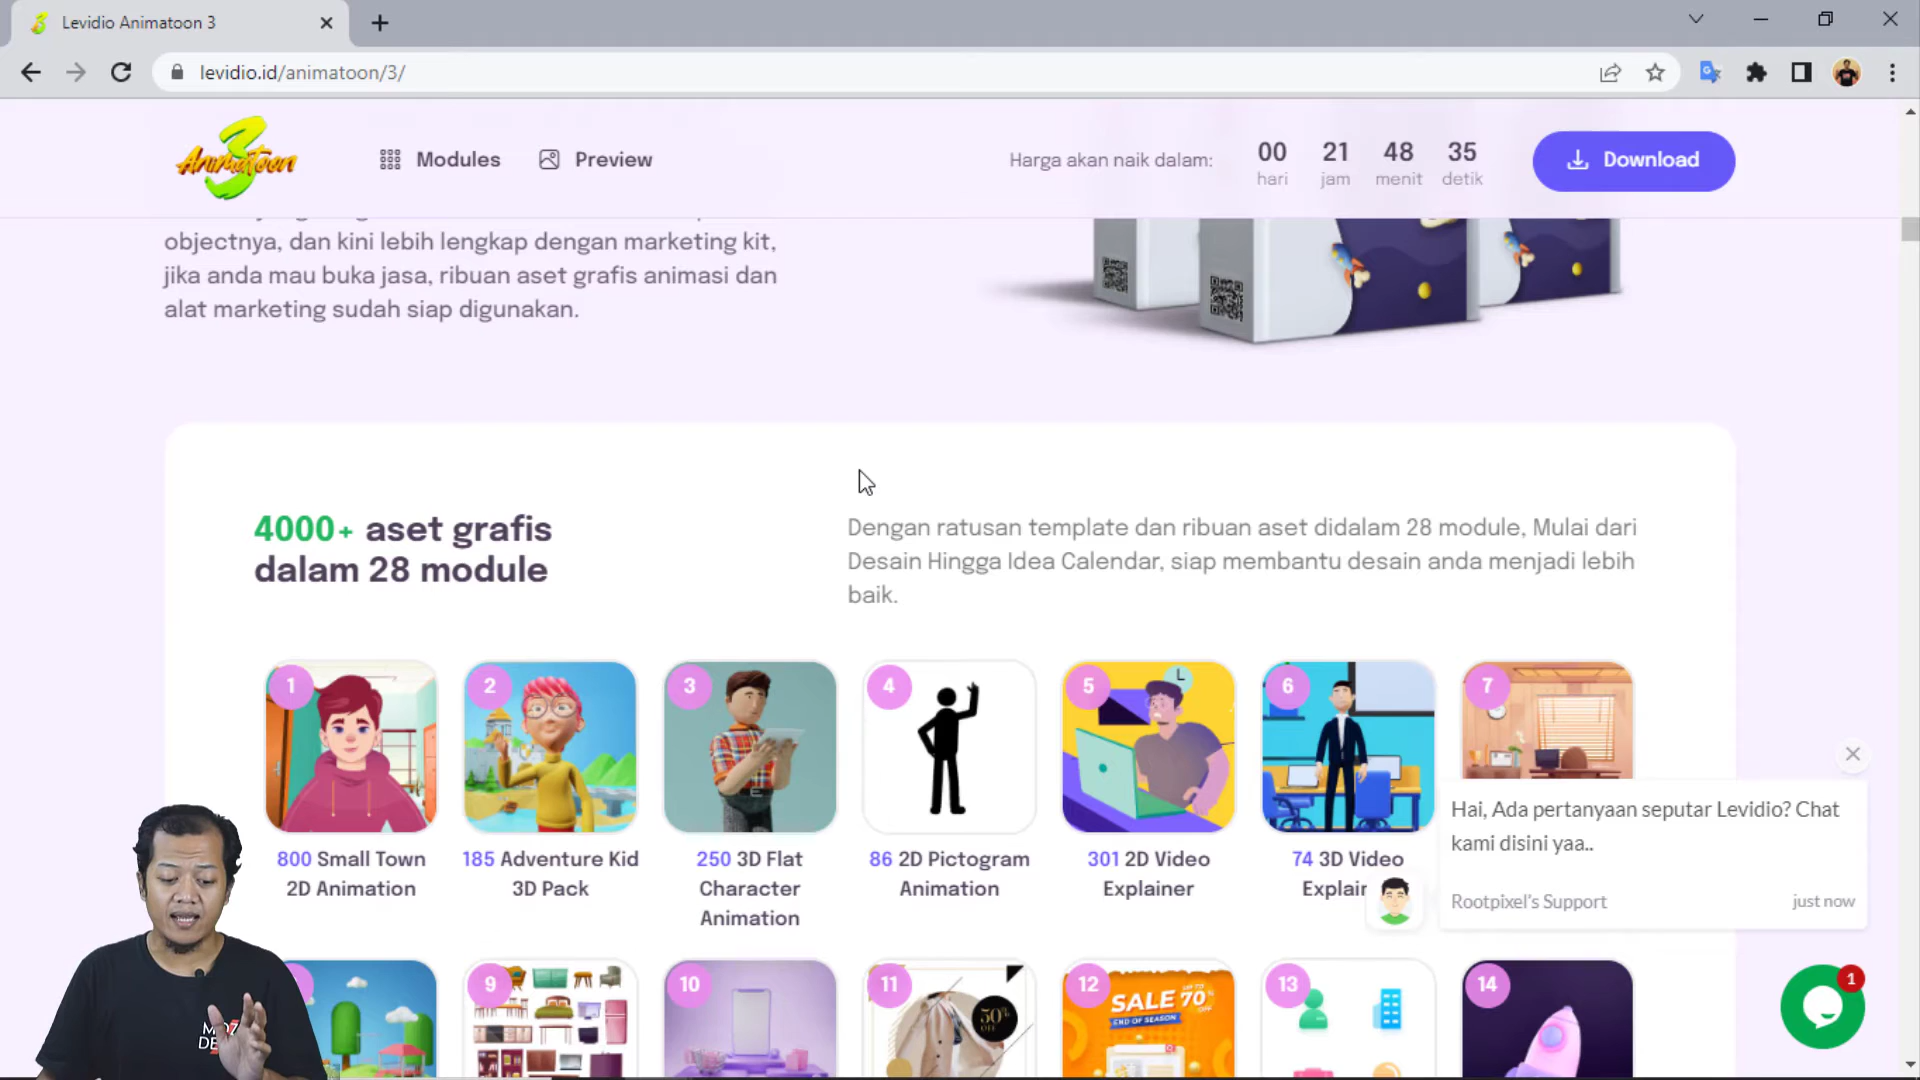 Levidio Animatoon 3
levidio.id/animatoon/3/
3
Animatoon
Modules
Preview
Harga akan naik dalam:
00 21 48 35
hari jam menit detik
Download
objectnya, dan kini lebih lengkap dengan marketing kit,
jika anda mau buka jasa, ribuan aset grafis animasi dan
alat marketing sudah siap digunakan.
4000+ aset grafis
dalam 28 module
Dengan ratusan template dan ribuan aset didalam 28 module, Mulai dari
Desain Hingga Idea Calendar, siap membantu desain anda menjadi lebih
baik.
1
2
3
4
5
6
7
800 Small Town
2D Animation
185 Adventure Kid
3D Pack
250 3D Flat
Character
Animation
86 2D Pictogram
Animation
301 2D Video
Explainer
74 3D Video
Hai, Ada pertanyaan seputar Levidio? Chat
kami disini yaa..
Rootpixel's Support
just now
1
9
10
11
12
13
14
50%
OFF
SALE 70%
END OF SEASON